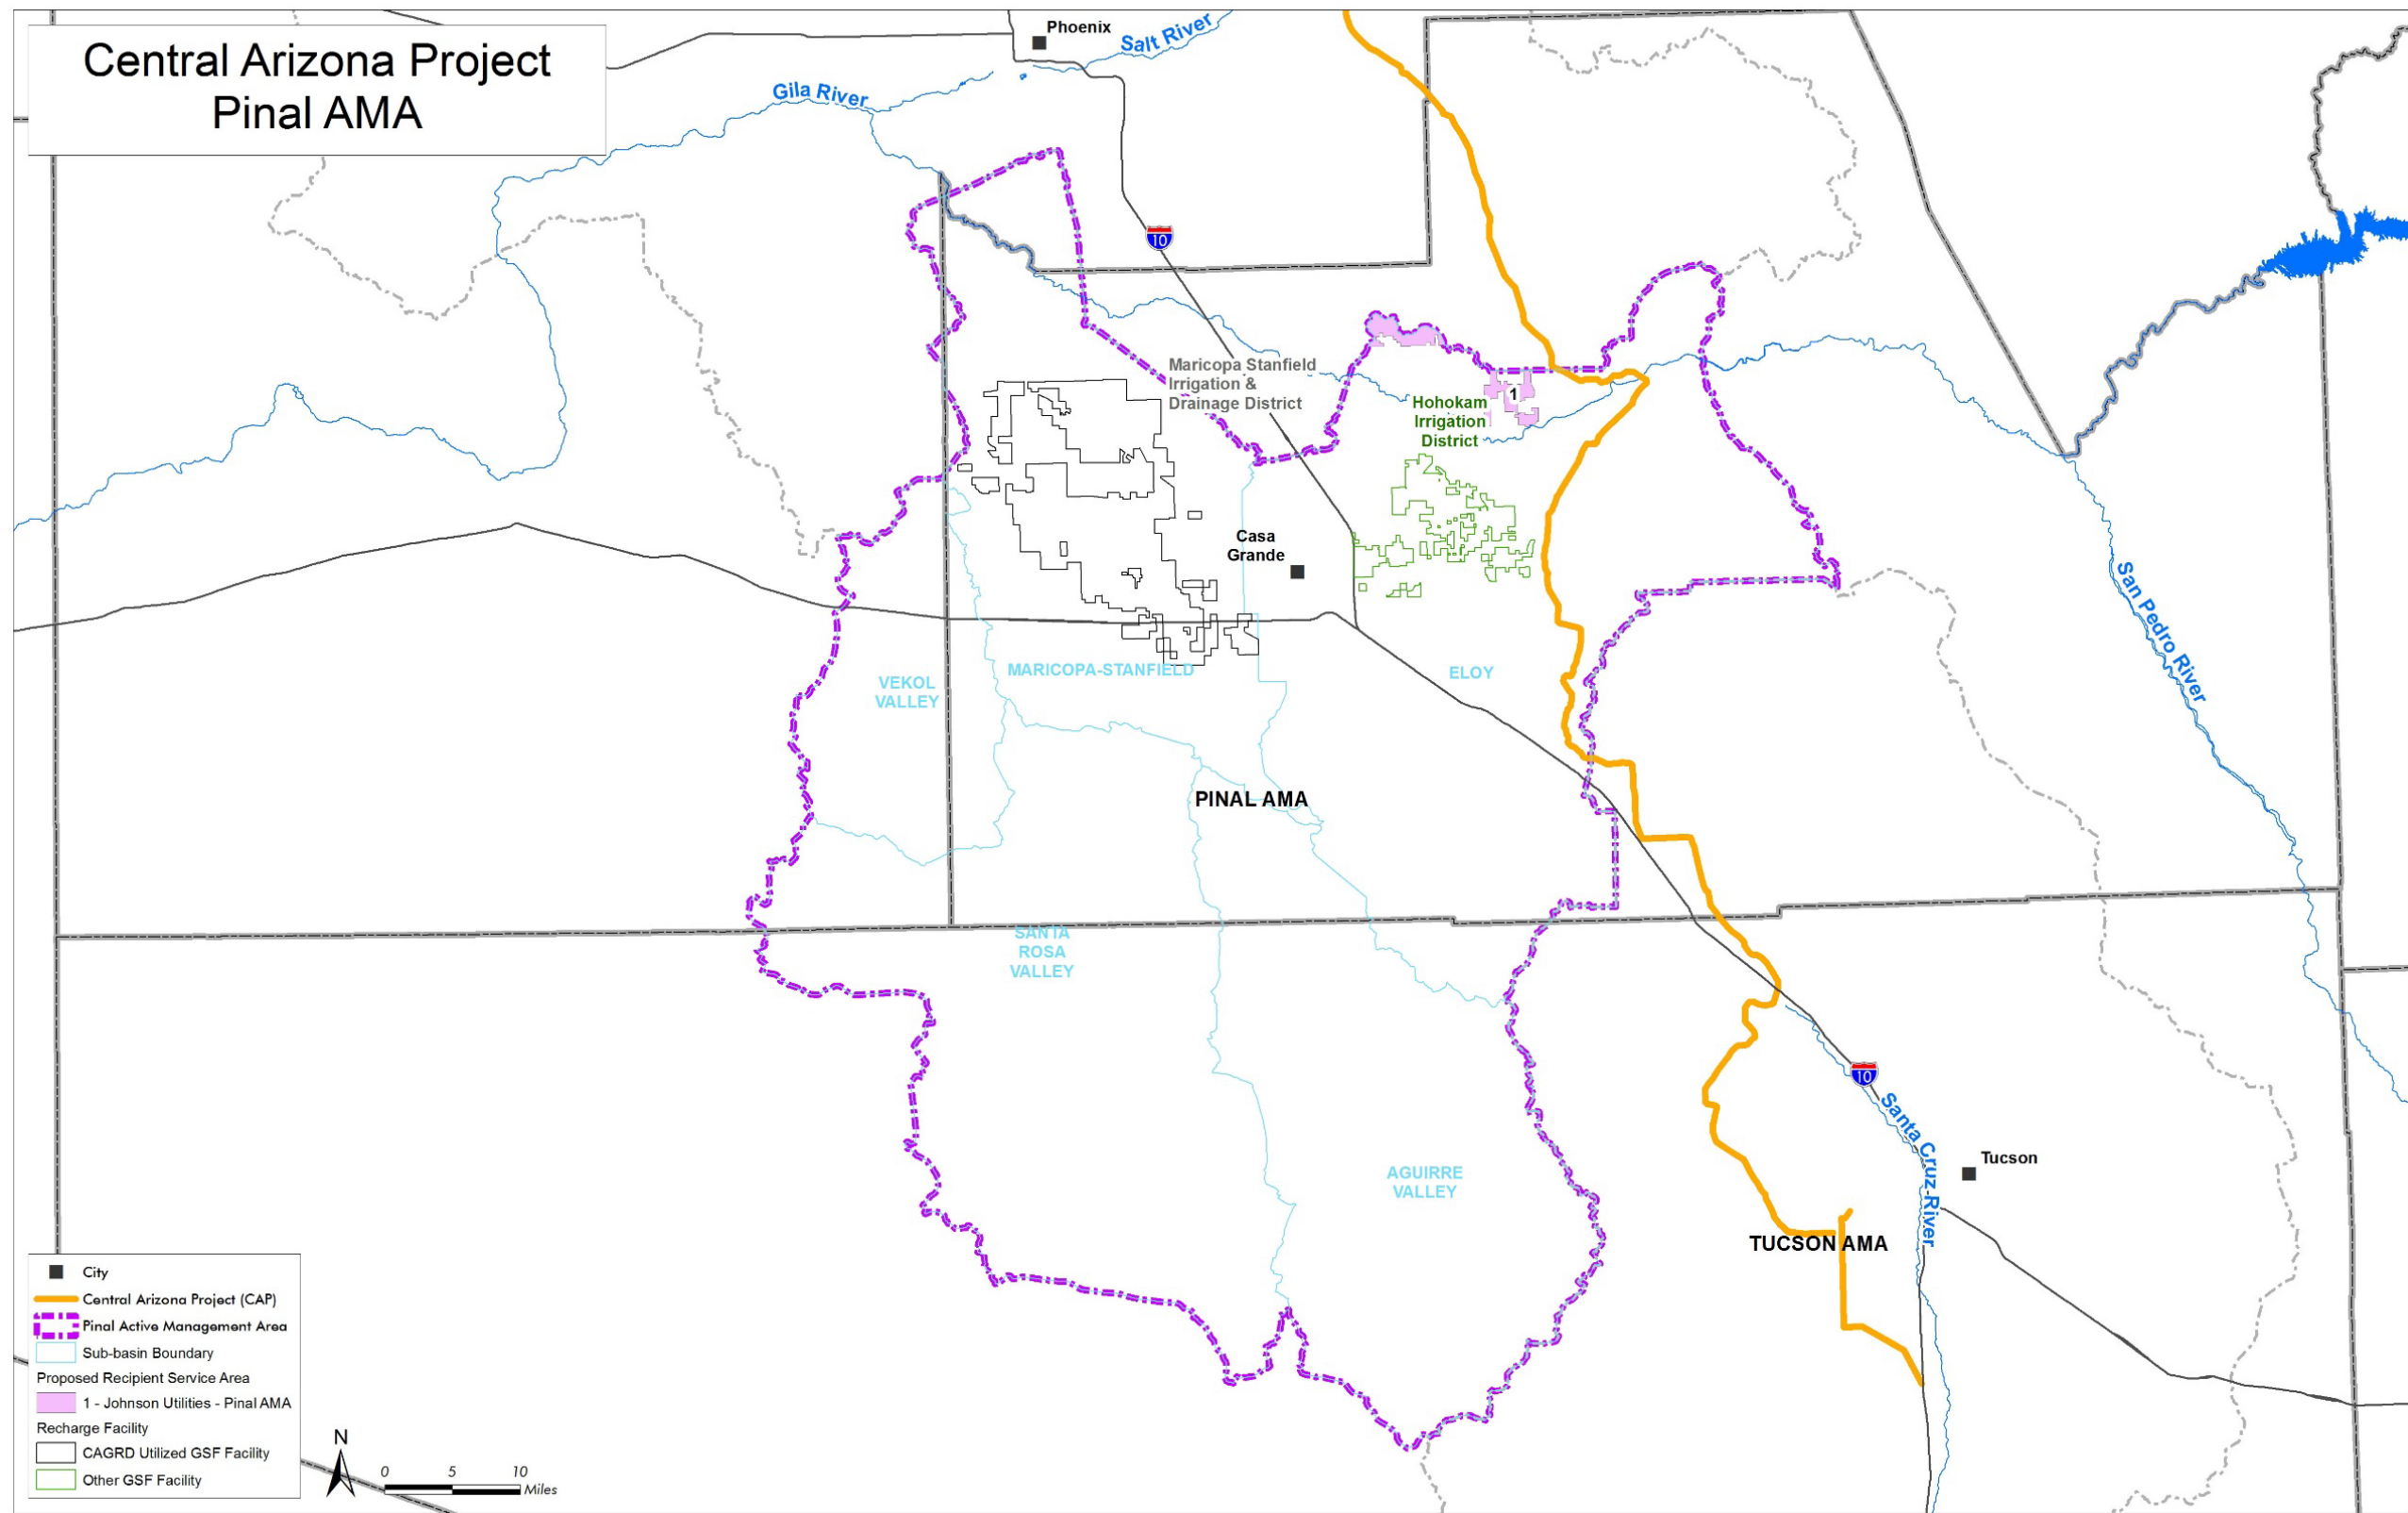 Central Arizona Project
Pinal AMA
Phoenix
Salt River
Gila River
10
Maricopa Stanfield
Irrigation &
Drainage District
1
Hohokam
Irrigation
District
Casa
Grande
San Pedro River
MARICOPA-STANFIELD
ELOY
VEKOL
VALLEY
PINAL AMA
SANTA
ROSA
VALLEY
10
Santa Cruz River
Tucson
AGUIRRE
VALLEY
TUCSON AMA
City
Central Arizona Project (CAP)
Pinal Active Management Area
Sub-basin Boundary
Proposed Recipient Service Area
1 - Johnson Utilities - Pinal AMA
Recharge Facility
CAGRD Utilized GSF Facility
Other GSF Facility
N
0 5 10
Miles